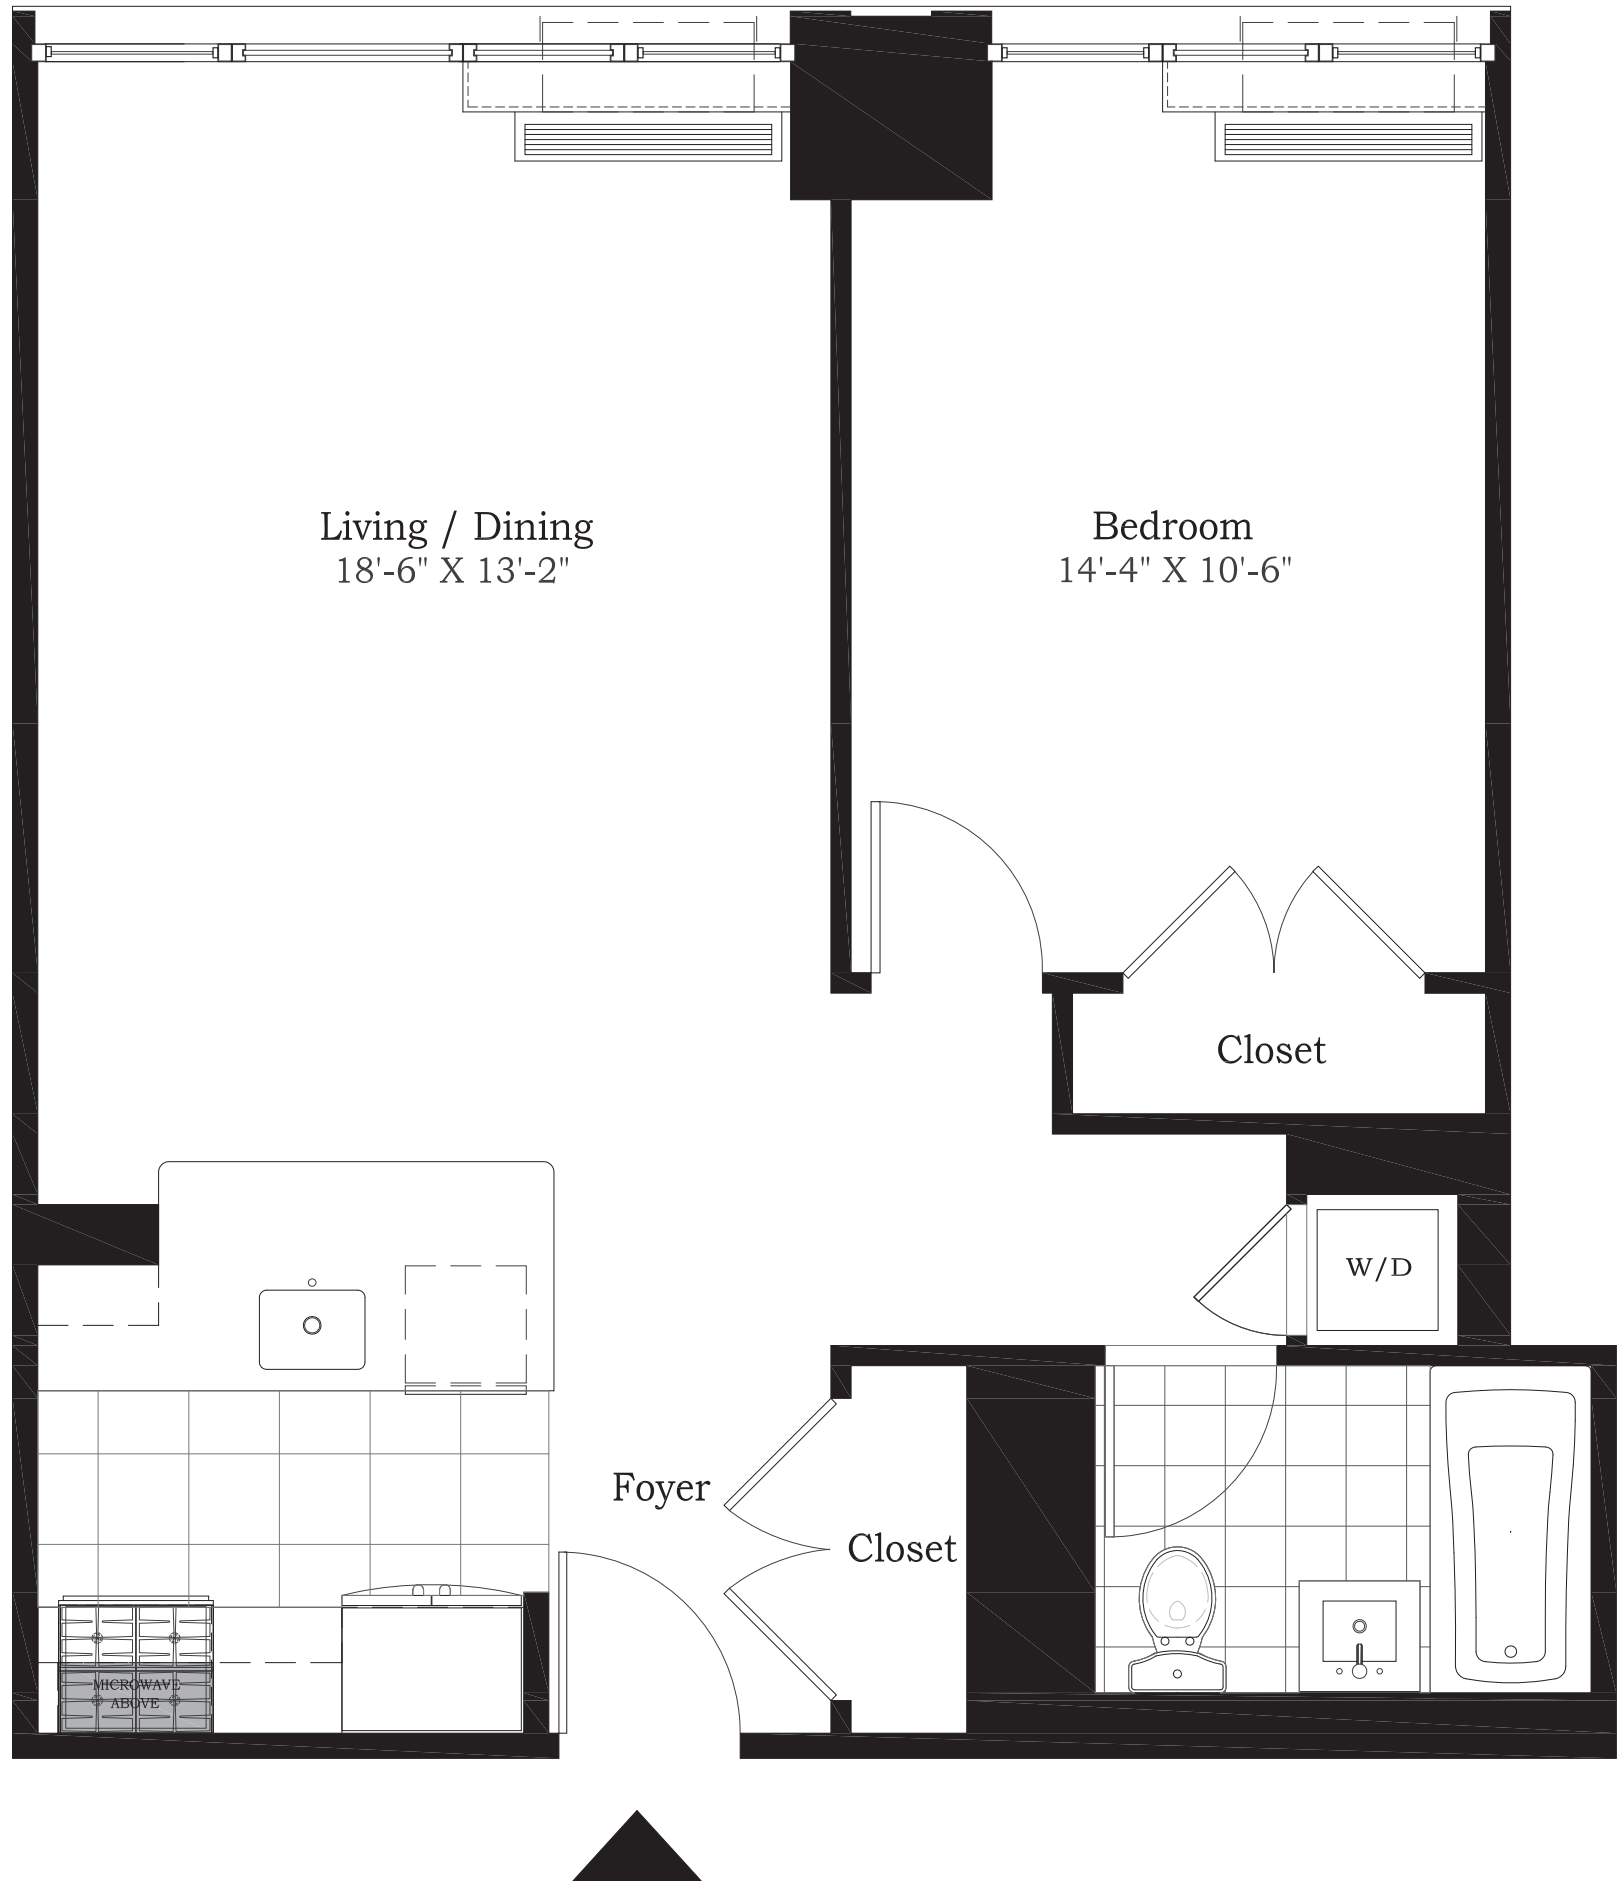 Living / Dining
18'-6" X 13'-2"
Bedroom
14'-4" X 10'-6"
Closet
W/D
Foyer
Closet
MICROWAVE
ABOVE